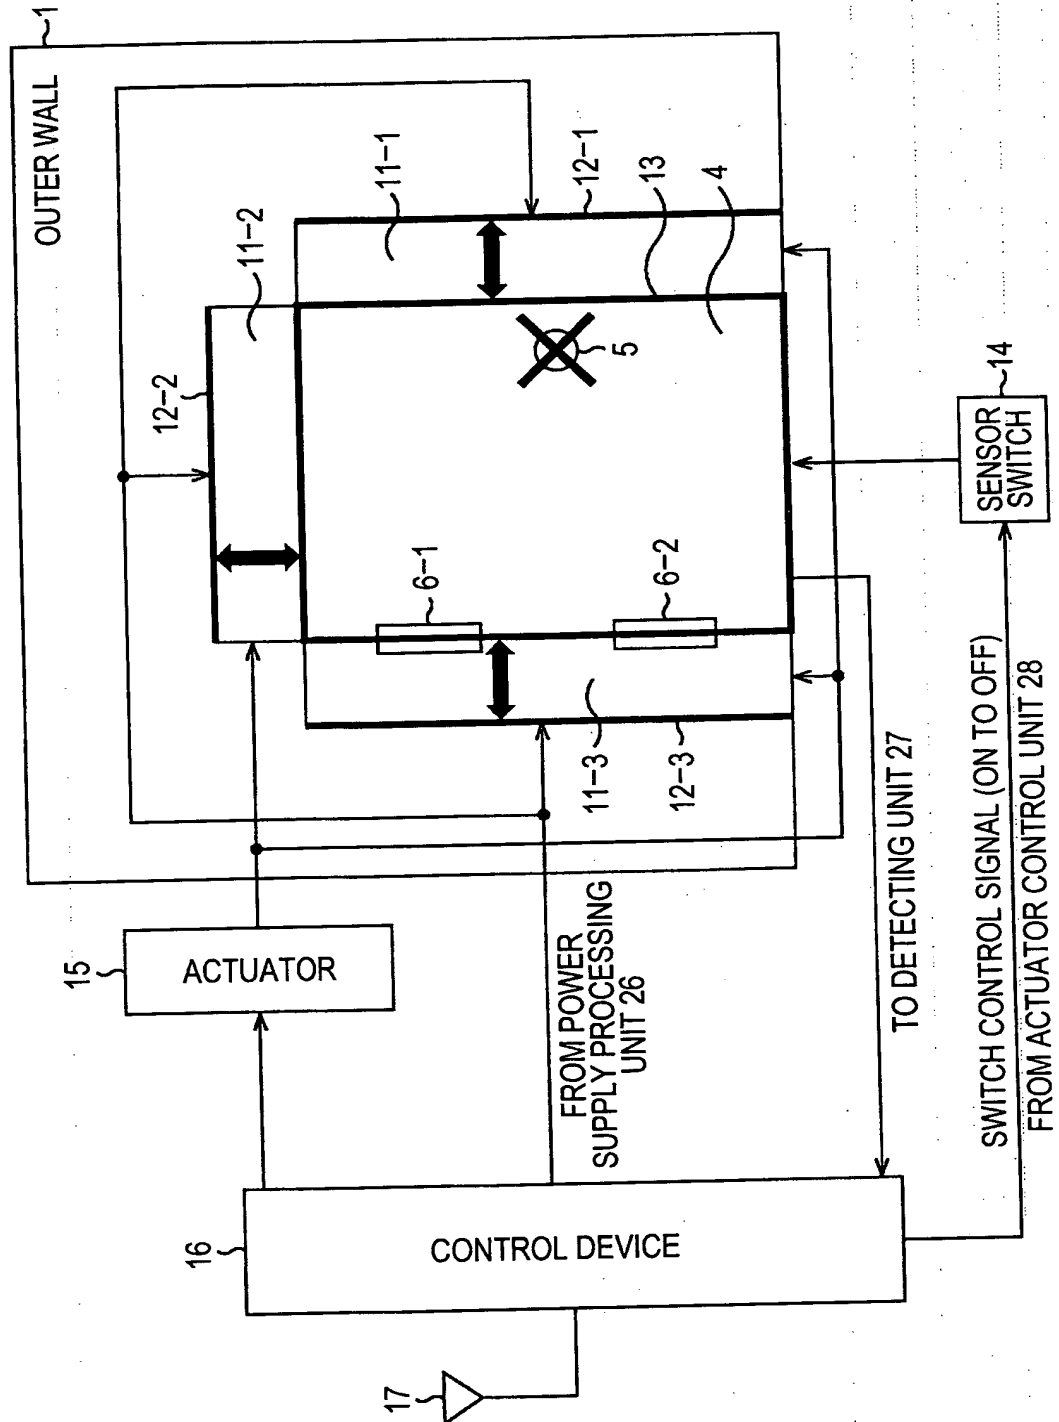 OUTER WALL
1
12-2
11-2
11-1
12-1
13
4
5
6-1
6-2
11-3
12-3
14
SENSOR
SWITCH
15
ACTUATOR
FROM POWER
SUPPLY PROCESSING
UNIT 26
TO DETECTING UNIT 27
SWITCH CONTROL SIGNAL (ON TO OFF)
FROM ACTUATOR CONTROL UNIT 28
16
CONTROL DEVICE
17